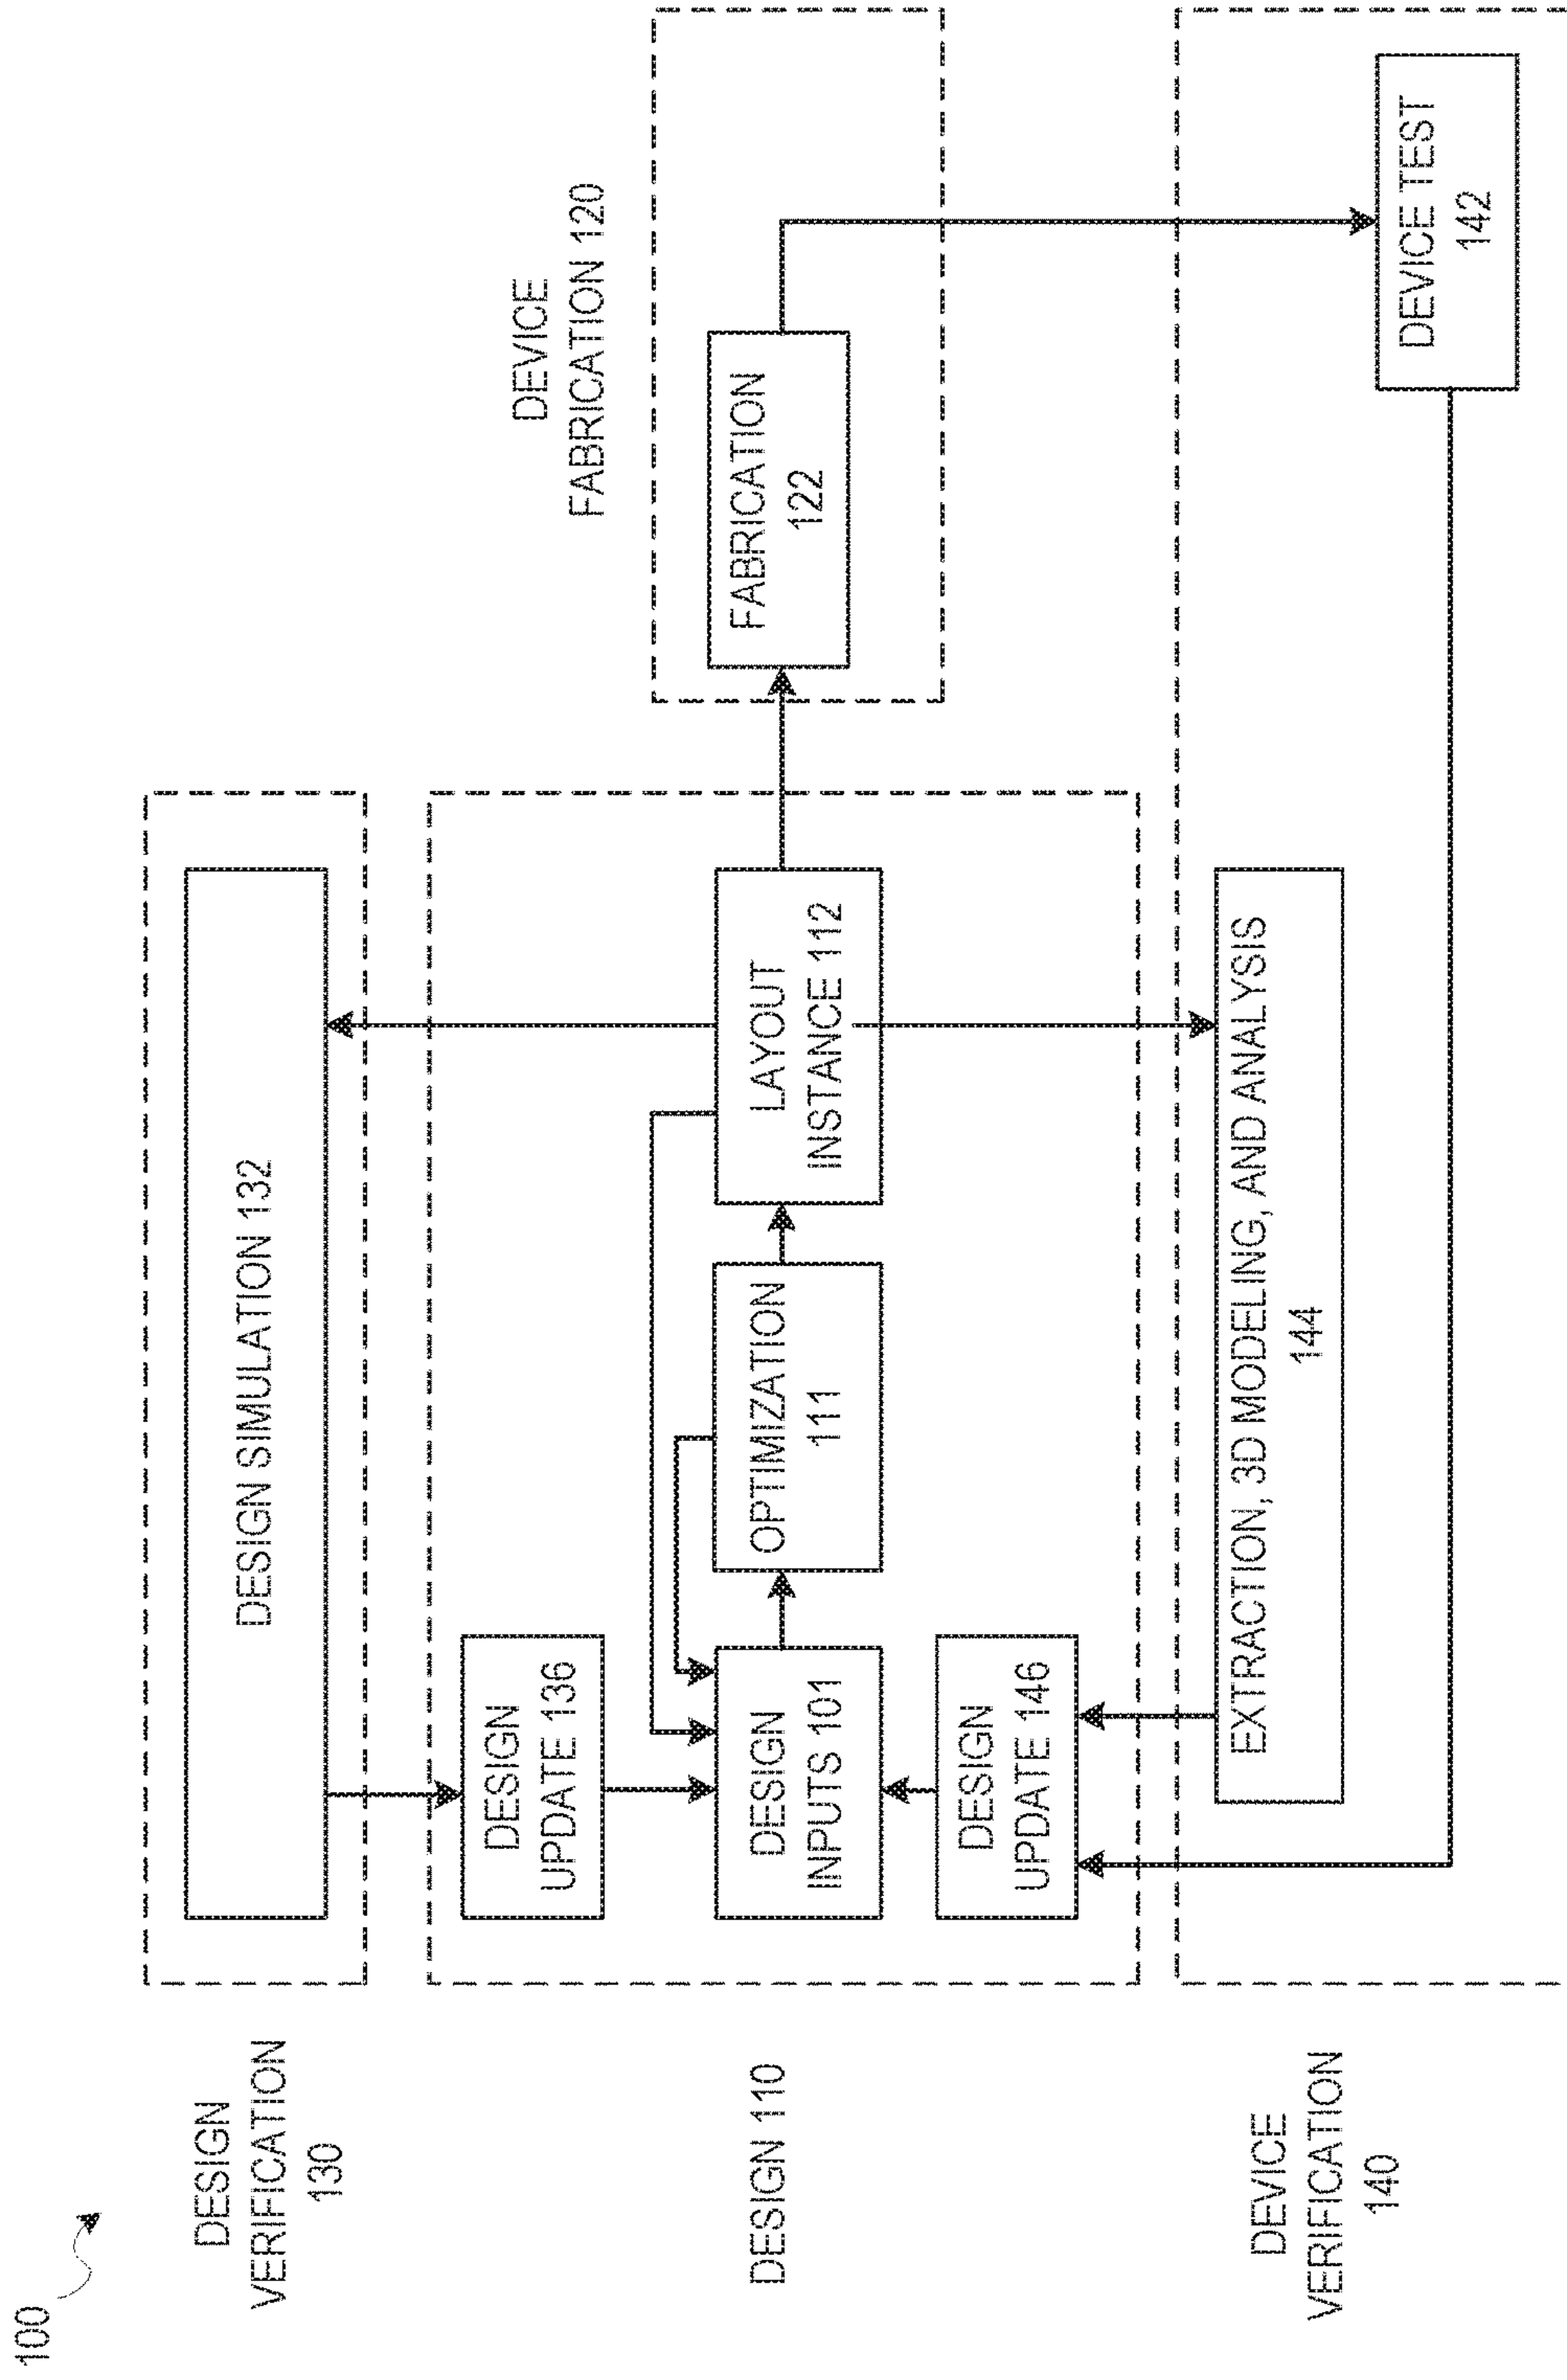 100
DESIGN
VERIFICATION
130
DESIGN SIMULATION 132
DEVICE
FABRICATION 120
DESIGN 110
DESIGN
UPDATE 136
DESIGN
INPUTS 101
OPTIMIZATION
111
LAYOUT
INSTANCE 112
FABRICATION
122
DESIGN
UPDATE 146
DEVICE
VERIFICATION
140
EXTRACTION, 3D MODELING, AND ANALYSIS
144
DEVICE TEST
142